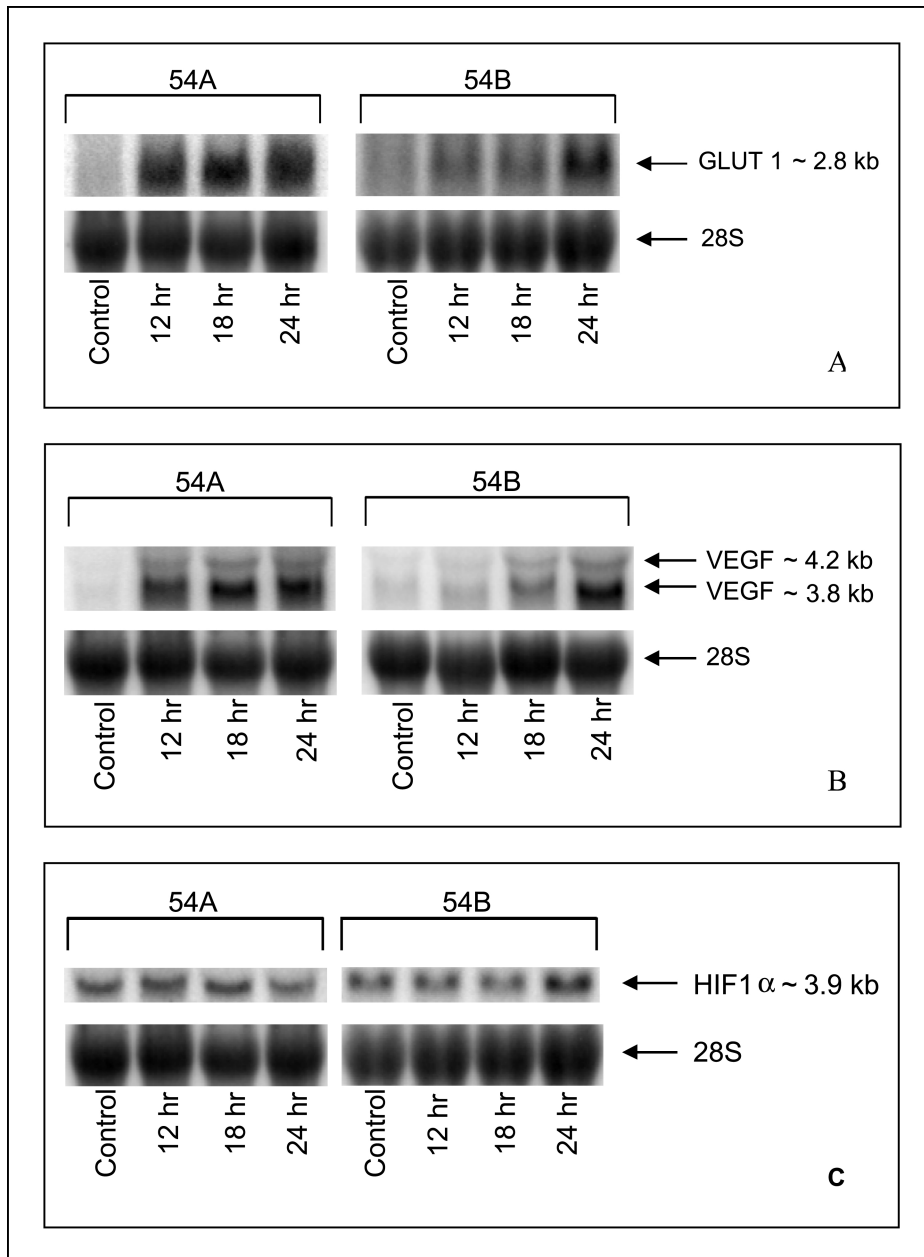 54A 54B
GLUT 1 ~ 2.8 kb
28S
Control 12 hr 18 hr 24 hr Control 12 hr 18 hr 24 hr
A
54A 54B
VEGF ~ 4.2 kb
VEGF ~ 3.8 kb
28S
Control 12 hr 18 hr 24 hr Control 12 hr 18 hr 24 hr
B
54A 54B
HIF1 α ~ 3.9 kb
28S
Control 12 hr 18 hr 24 hr Control 12 hr 18 hr 24 hr
C